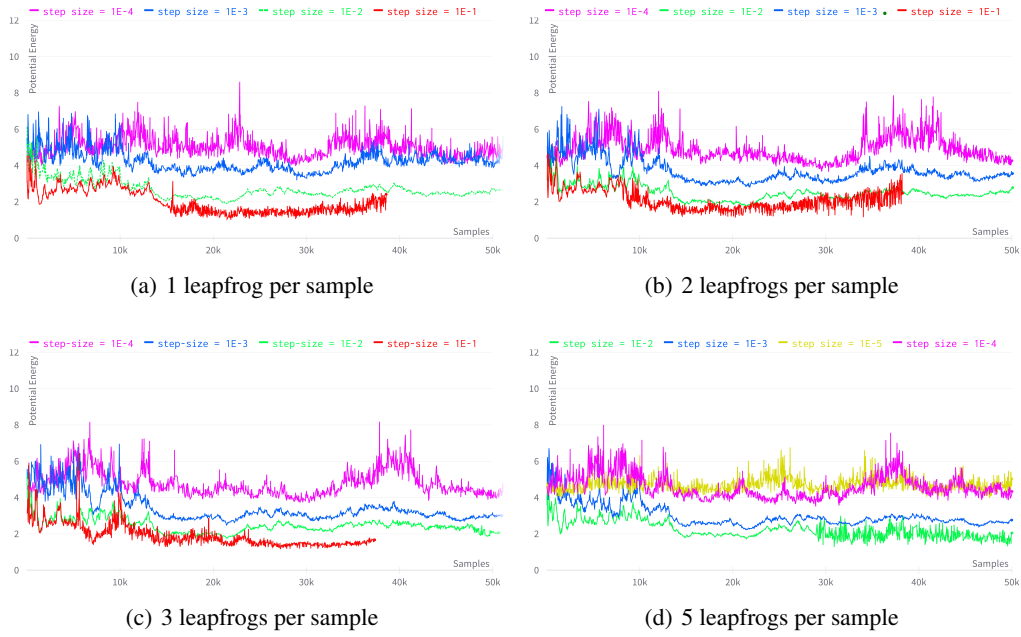 step size = 1E-4 step size = 1E-3 step size = 1E-2 step size = 1E-1
Potential Energy
12
10
8
6
4
2
0
Samples
10k 20k 30k 40k 50k
(a) 1 leapfrog per sample
step size = 1E-4 step size = 1E-2 step size = 1E-3 step size = 1E-1
Potential Energy
12
10
8
6
4
2
0
Samples
10k 20k 30k 40k 50k
(b) 2 leapfrogs per sample
step-size = 1E-4 step-size = 1E-3 step-size = 1E-2 step-size = 1E-1
Potential Energy
12
10
8
6
4
2
0
Samples
10k 20k 30k 40k 50k
(c) 3 leapfrogs per sample
step size = 1E-2 step size = 1E-3 step size = 1E-5 step size = 1E-4
Potential Energy
12
10
8
6
4
2
0
Samples
10k 20k 30k 40k 50k
(d) 5 leapfrogs per sample